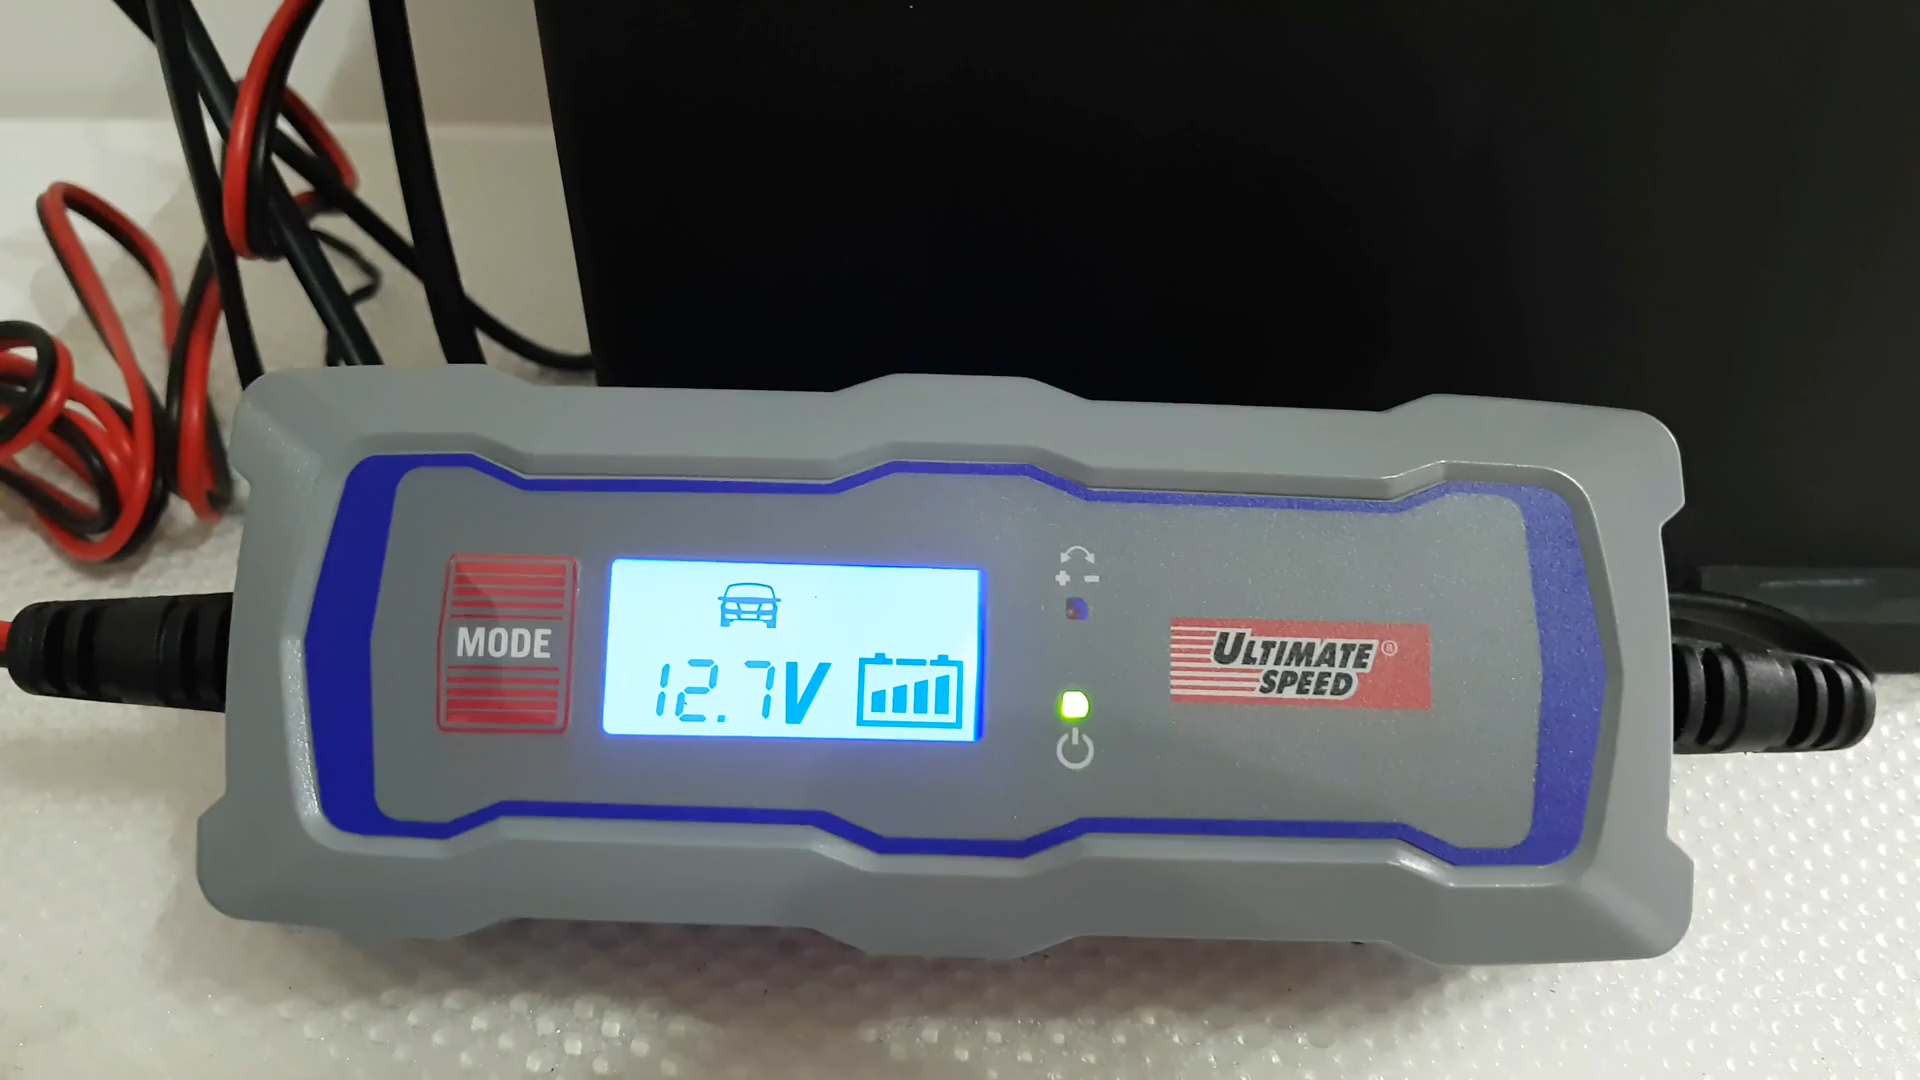 MODE
12.7V
+ -
ULTIMATE ®
SPEED